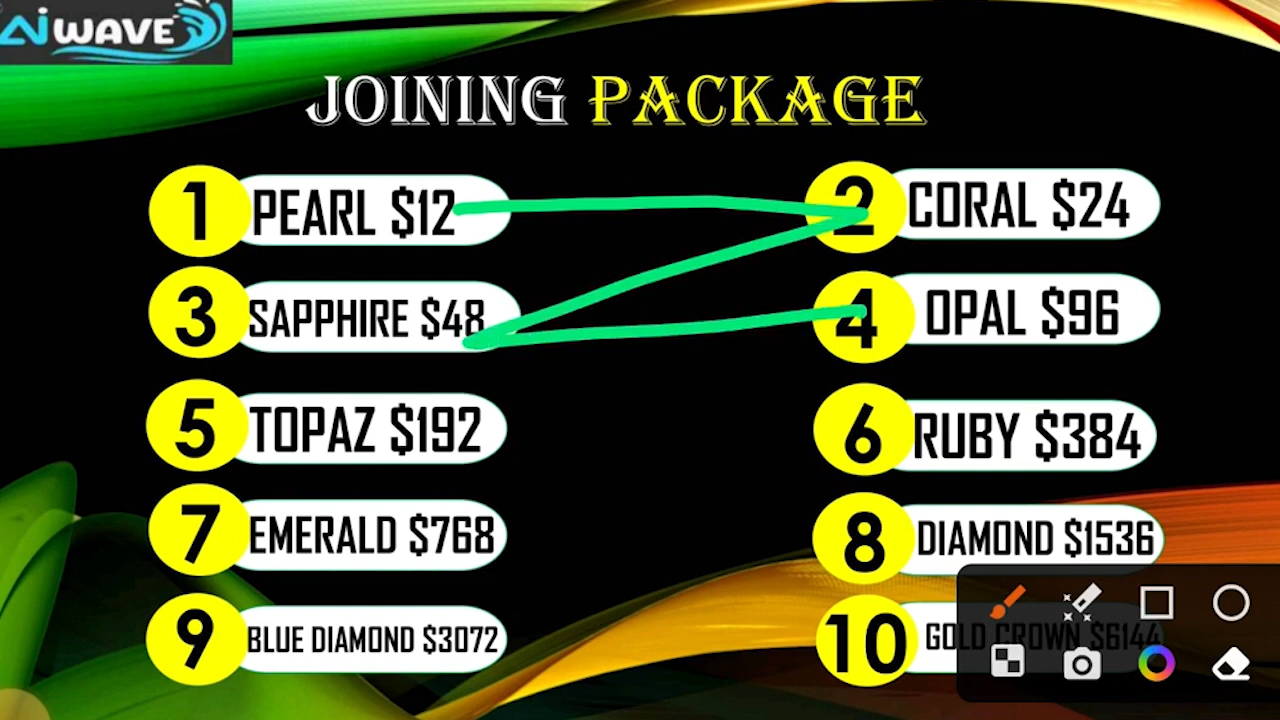 AiWAVE
JOINING PACKAGE
1 PEARL $12
2 CORAL $24
3 SAPPHIRE $48
4 OPAL $96
5 TOPAZ $192
6 RUBY $384
7 EMERALD $768
8 DIAMOND $1536
9 BLUE DIAMOND $3072
10 GOLD CROWN $6144